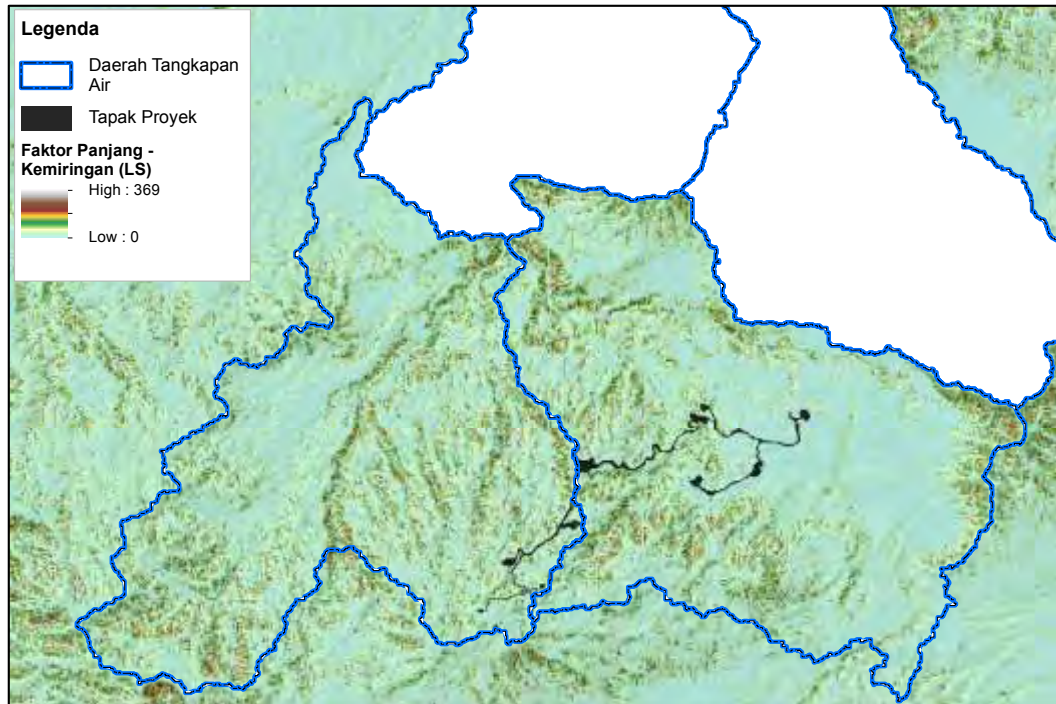 Legenda
Daerah Tangkapan
Air
Tapak Proyek
Faktor Panjang -
Kemiringan (LS)
High : 369
Low : 0